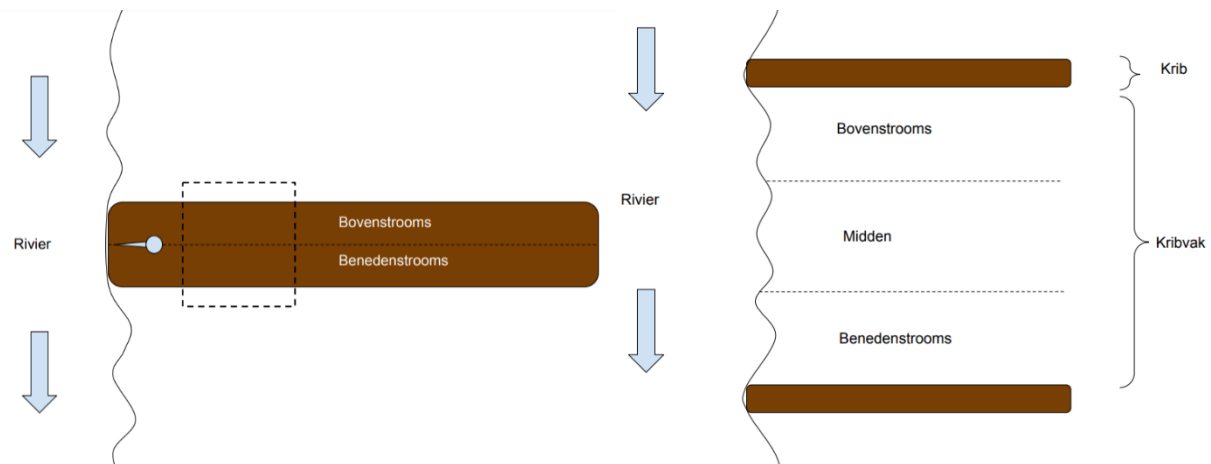 Rivier
Bovenstrooms
Benedenstrooms
Rivier
Bovenstrooms
Midden
Benedenstrooms
Krib
Kribvak